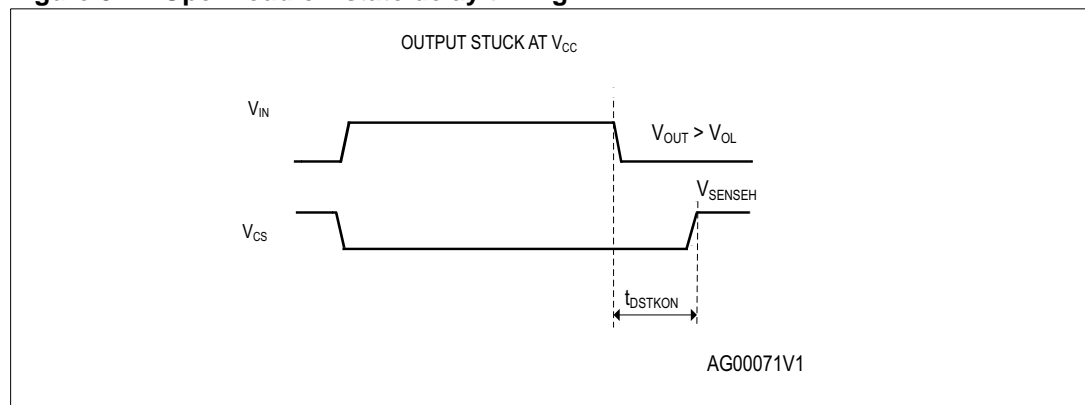 OUTPUT STUCK AT VCC
VIN
VOUT > VOL
VSENSEH
VCS
tDSTKON
AG00071V1